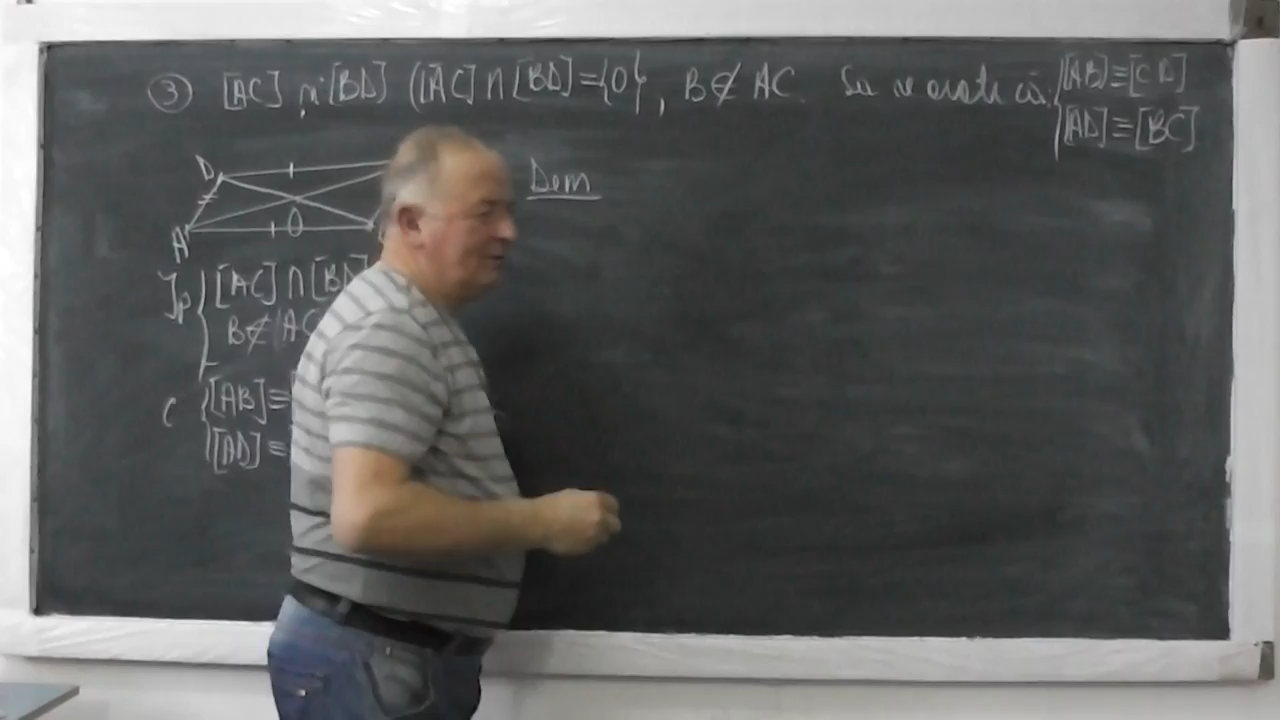 ③ [AC] și [BD] ([AC]∩[BD]={O}, B∉AC. Să se arate că: {[AB]≡[CD]
{[AD]≡[BC]
D
Dem
O
A
Ip {[AC]∩[BD
B∉AC
C {[AB]≡
[AD]≡